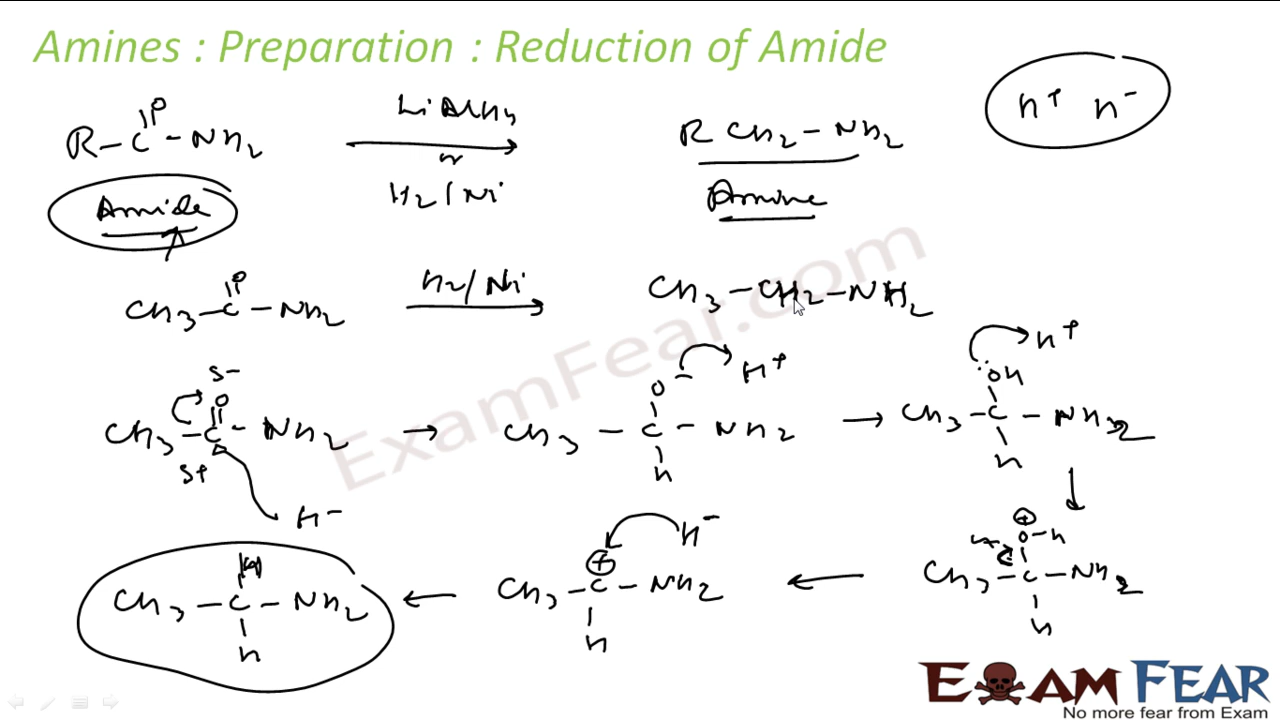 Amines : Preparation : Reduction of Amide
H+ H-
R-C(=O)-NH2 LiAlH4 or H2/Ni R CH2-NH2
Amide Amine
CH3-C(=O)-NH2 H2/Ni CH3-CH2-NH2
CH3-C(=O)-NH2 δ- δ+ H- → CH3-C(O-)(H)-NH2 H+ → CH3-C(OH)(H)-NH2 H+
CH3-C(H)-NH2 ← CH3-C+(H)-NH2 H- ← CH3-C(H)-NH2 H O-H +
ExamFear.com
EXAM FEAR
No more fear from Exam